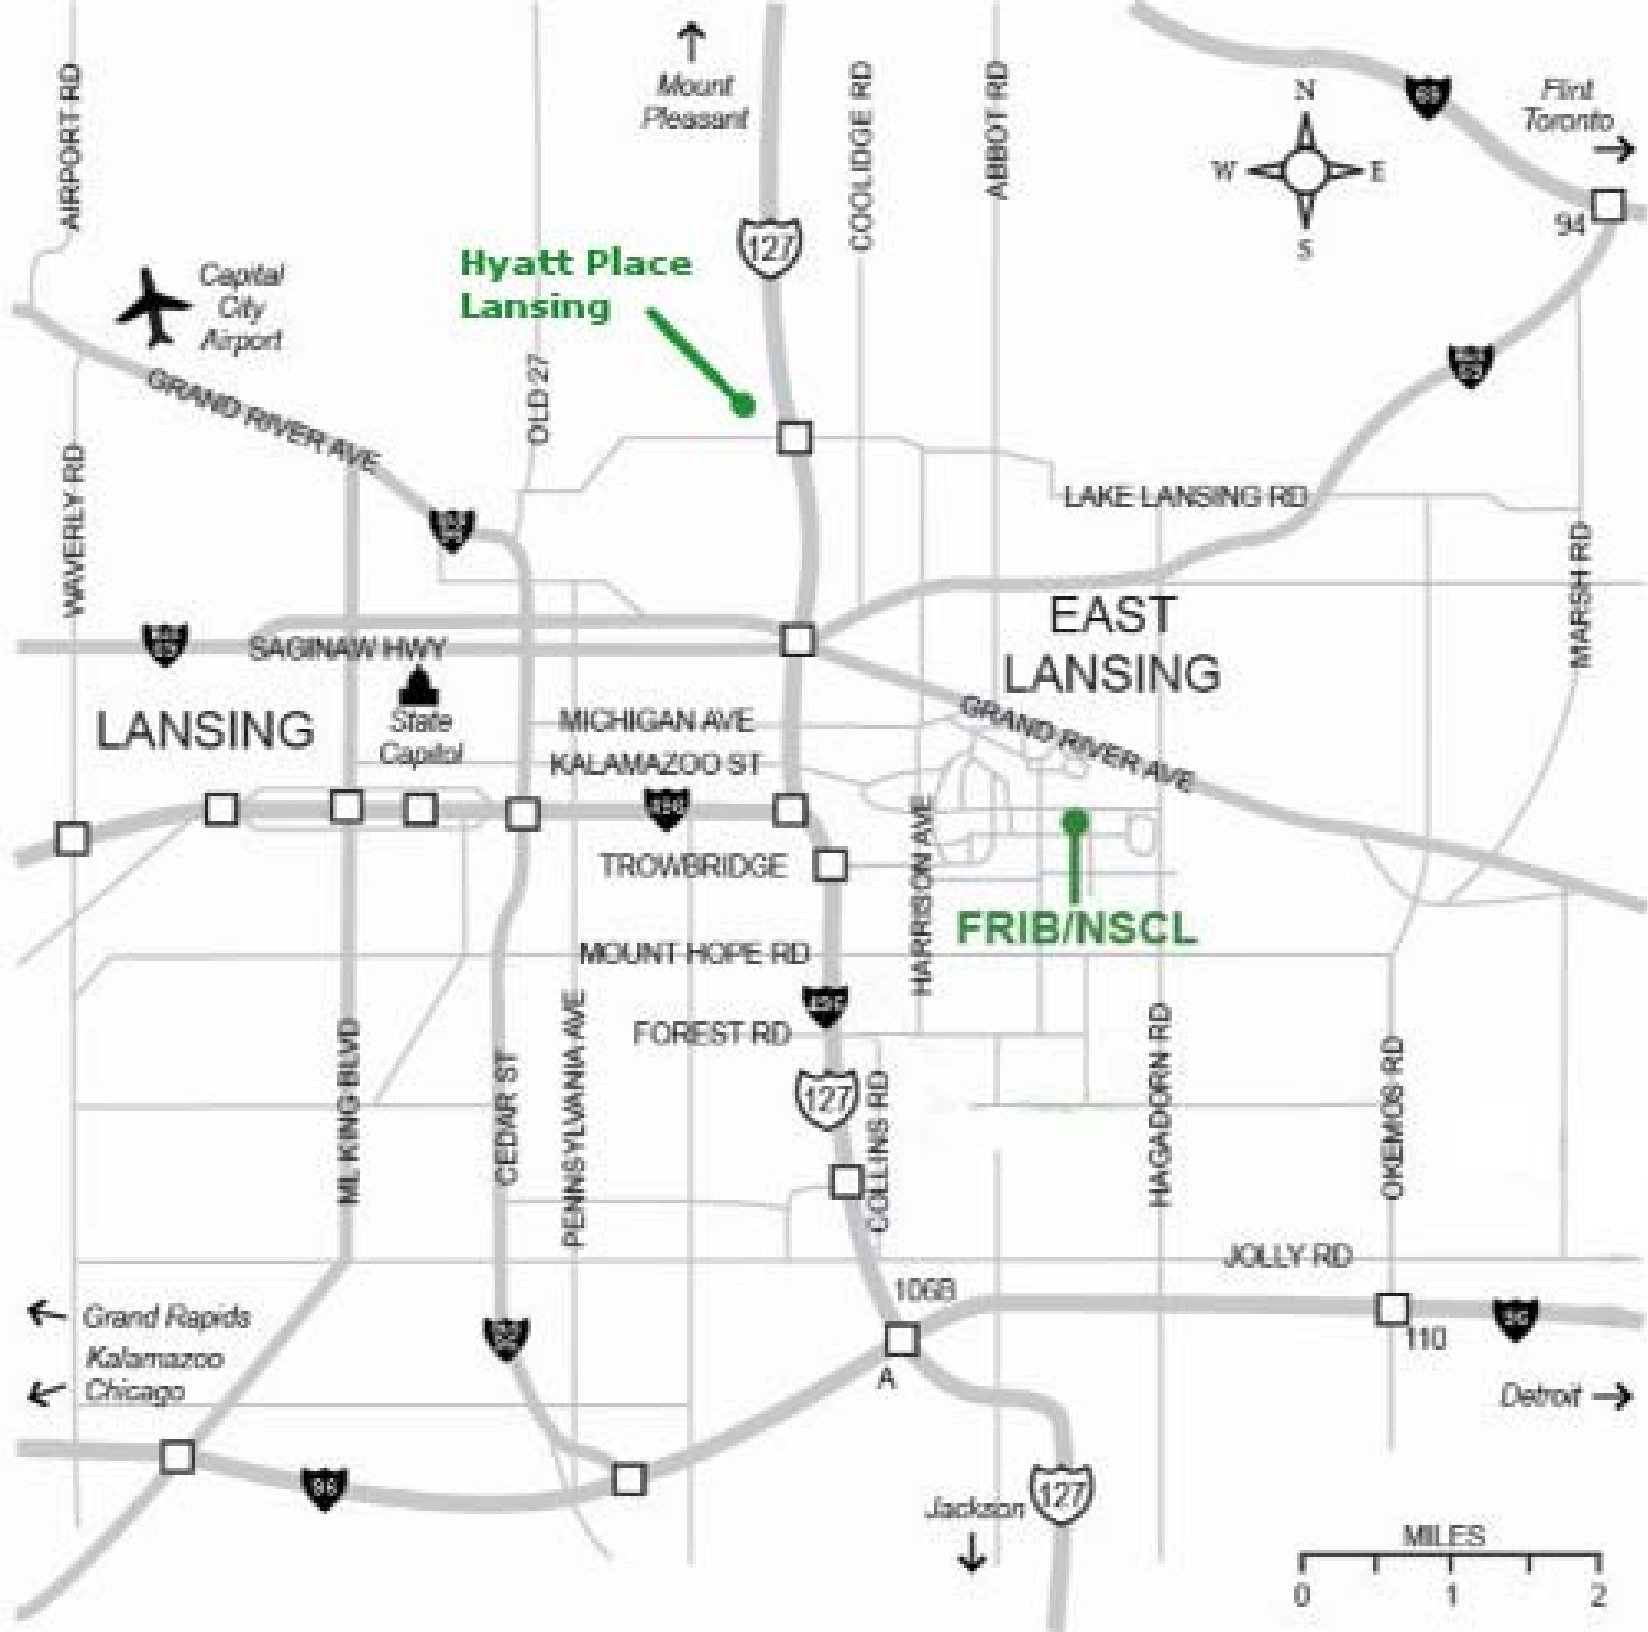 AIRPORT RD
Mount
Pleasant
COOLIDGE RD
ABBOT RD
N
W
E
S
69
Flint
Toronto
94
127
Hyatt Place
Lansing
Capital
City
Airport
GRAND RIVER AVE
OLD 27
WAVERLY RD
LAKE LANSING RD
MARSH RD
EAST
LANSING
SAGINAW HWY
State
Capitol
LANSING
MICHIGAN AVE
KALAMAZOO ST
GRAND RIVER AVE
496
TROWBRIDGE
HARRISON AVE
FRIB/NSCL
MOUNT HOPE RD
FOREST RD
127
ML KING BLVD
CEDAR ST
PENNSYLVANIA AVE
COLLINS RD
HAGADORN RD
OKEMOS RD
JOLLY RD
106B
110
A
Grand Rapids
Kalamazoo
Chicago
96
Detroit
Jackson
127
MILES
0
1
2